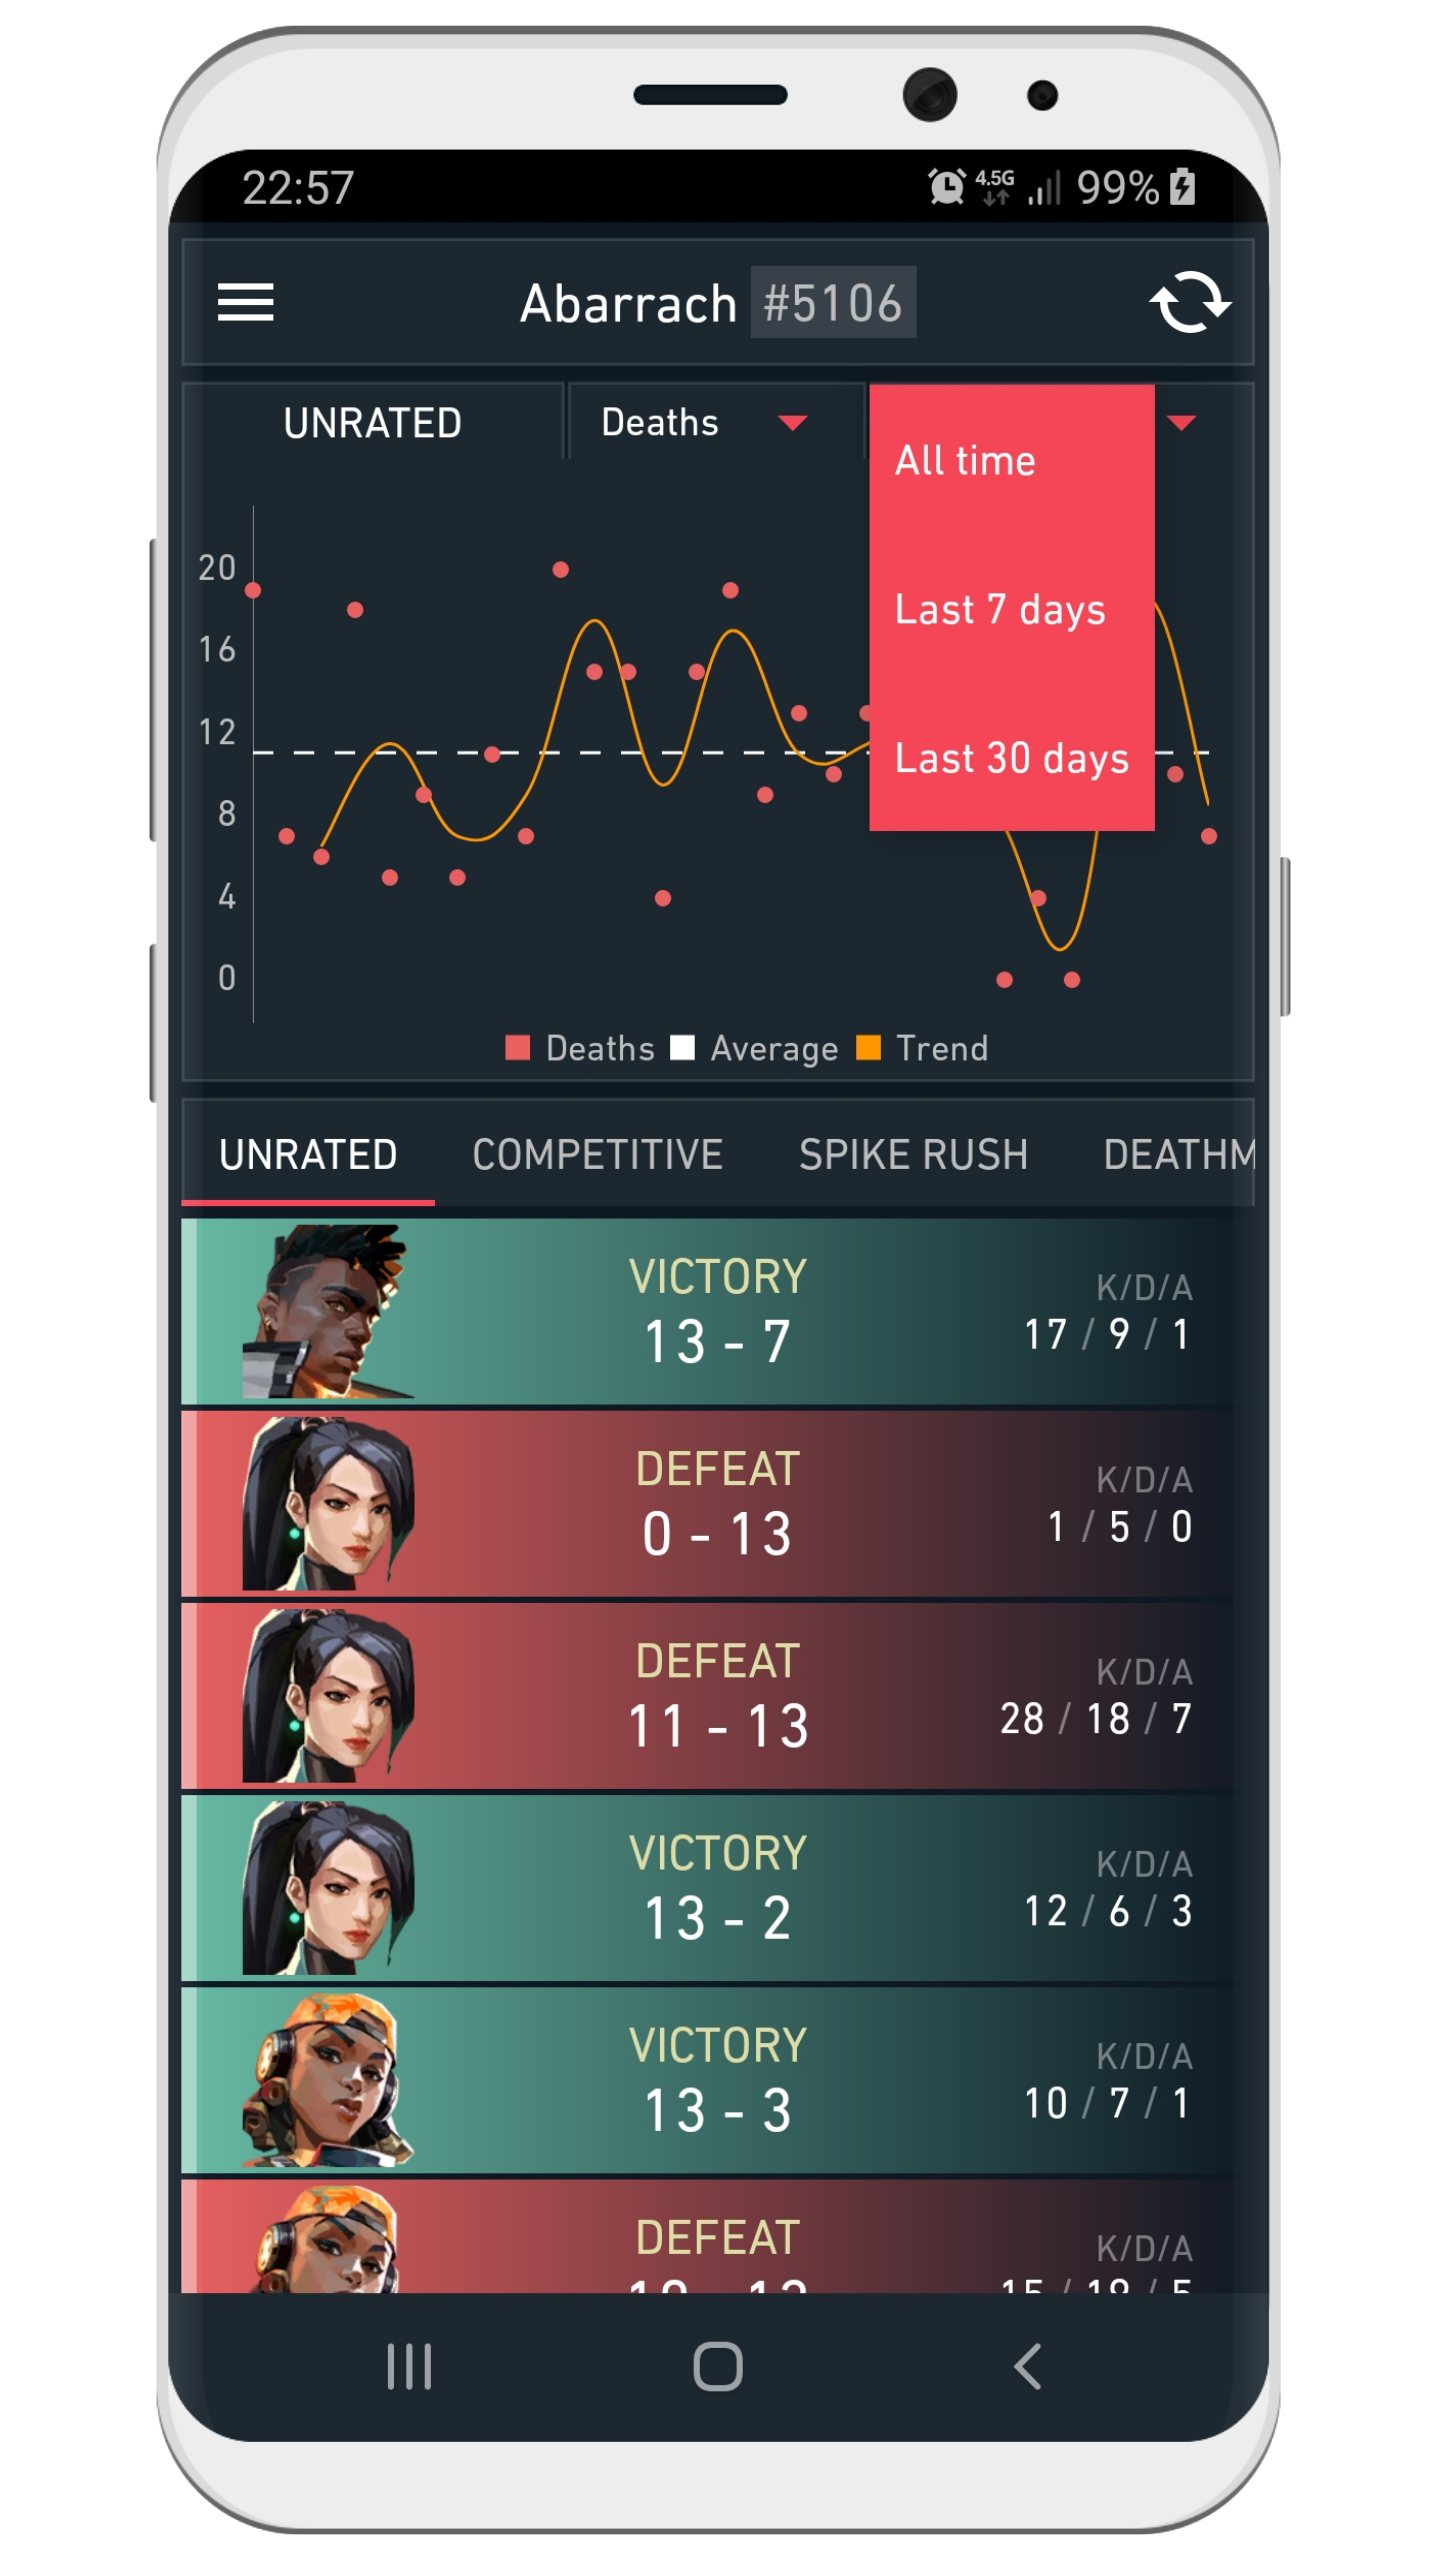 22:57 4.5G 99%
Abarrach #5106
UNRATED Deaths
All time
Last 7 days
Last 30 days
20
16
12
8
4
0
Deaths Average Trend
UNRATED COMPETITIVE SPIKE RUSH DEATHM
VICTORY
13 - 7
K/D/A
17 / 9 / 1
DEFEAT
0 - 13
K/D/A
1 / 5 / 0
DEFEAT
11 - 13
K/D/A
28 / 18 / 7
VICTORY
13 - 2
K/D/A
12 / 6 / 3
VICTORY
13 - 3
K/D/A
10 / 7 / 1
DEFEAT
K/D/A